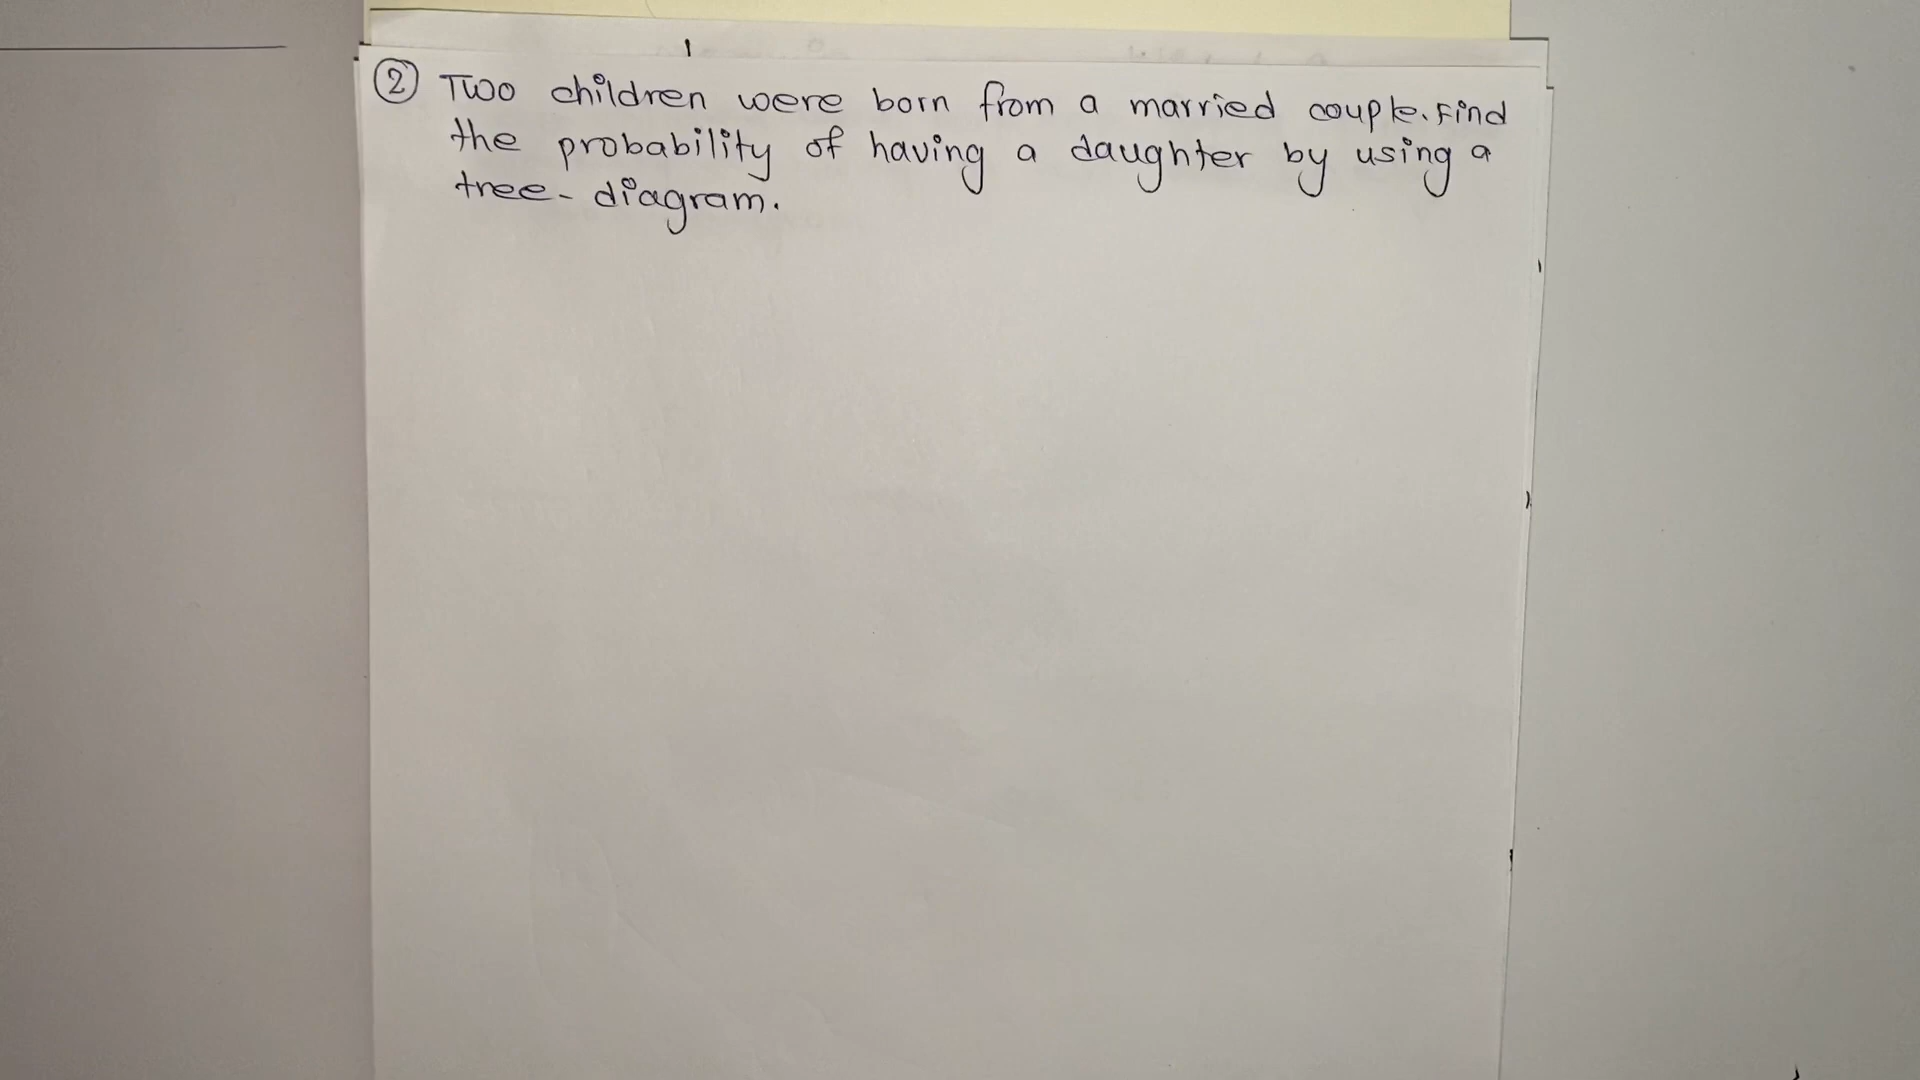 ② Two children were born from a married couple. Find
the probability of having a daughter by using a
tree- diagram.